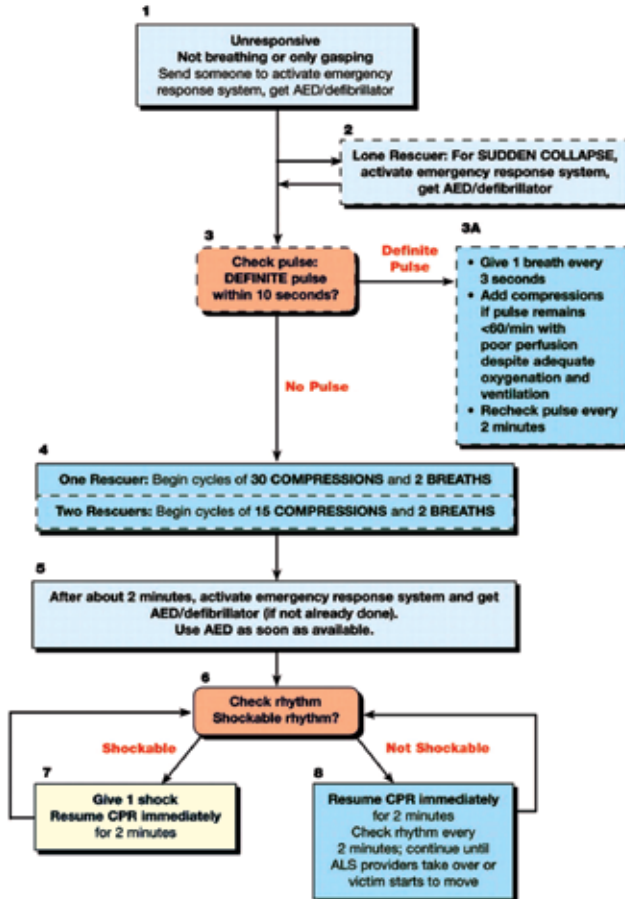 1
Unresponsive
Not breathing or only gasping
Send someone to activate emergency
response system, get AED/defibrillator
2
Lone Rescuer: For SUDDEN COLLAPSE,
activate emergency response system,
get AED/defibrillator
3
Check pulse:
DEFINITE pulse
within 10 seconds?
Definite
Pulse
3A
• Give 1 breath every
3 seconds
• Add compressions
if pulse remains
<60/min with
poor perfusion
despite adequate
oxygenation and
ventilation
• Recheck pulse every
2 minutes
No Pulse
4
One Rescuer: Begin cycles of 30 COMPRESSIONS and 2 BREATHS
Two Rescuers: Begin cycles of 15 COMPRESSIONS and 2 BREATHS
5
After about 2 minutes, activate emergency response system and get
AED/defibrillator (if not already done).
Use AED as soon as available.
6
Check rhythm
Shockable rhythm?
Shockable
Not Shockable
7
Give 1 shock
Resume CPR immediately
for 2 minutes
8
Resume CPR immediately
for 2 minutes
Check rhythm every
2 minutes; continue until
ALS providers take over or
victim starts to move